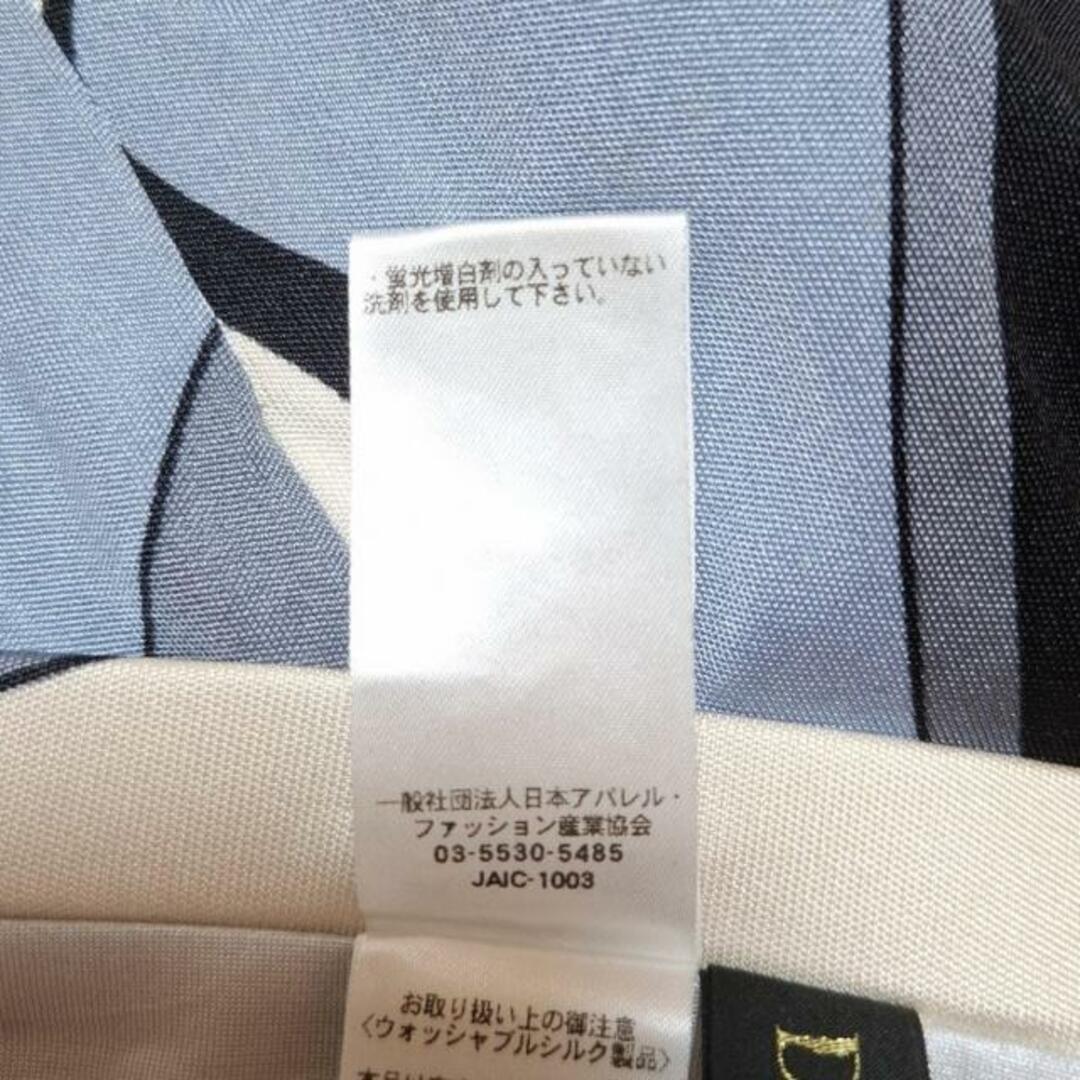 ・蛍光増白剤の入っていない
洗剤を使用して下さい。
一般社団法人日本アパレル・
ファッション産業協会
03-5530-5485
JAIC-1003
お取り扱い上の御注意
〈ウォッシャブルシルク製品〉